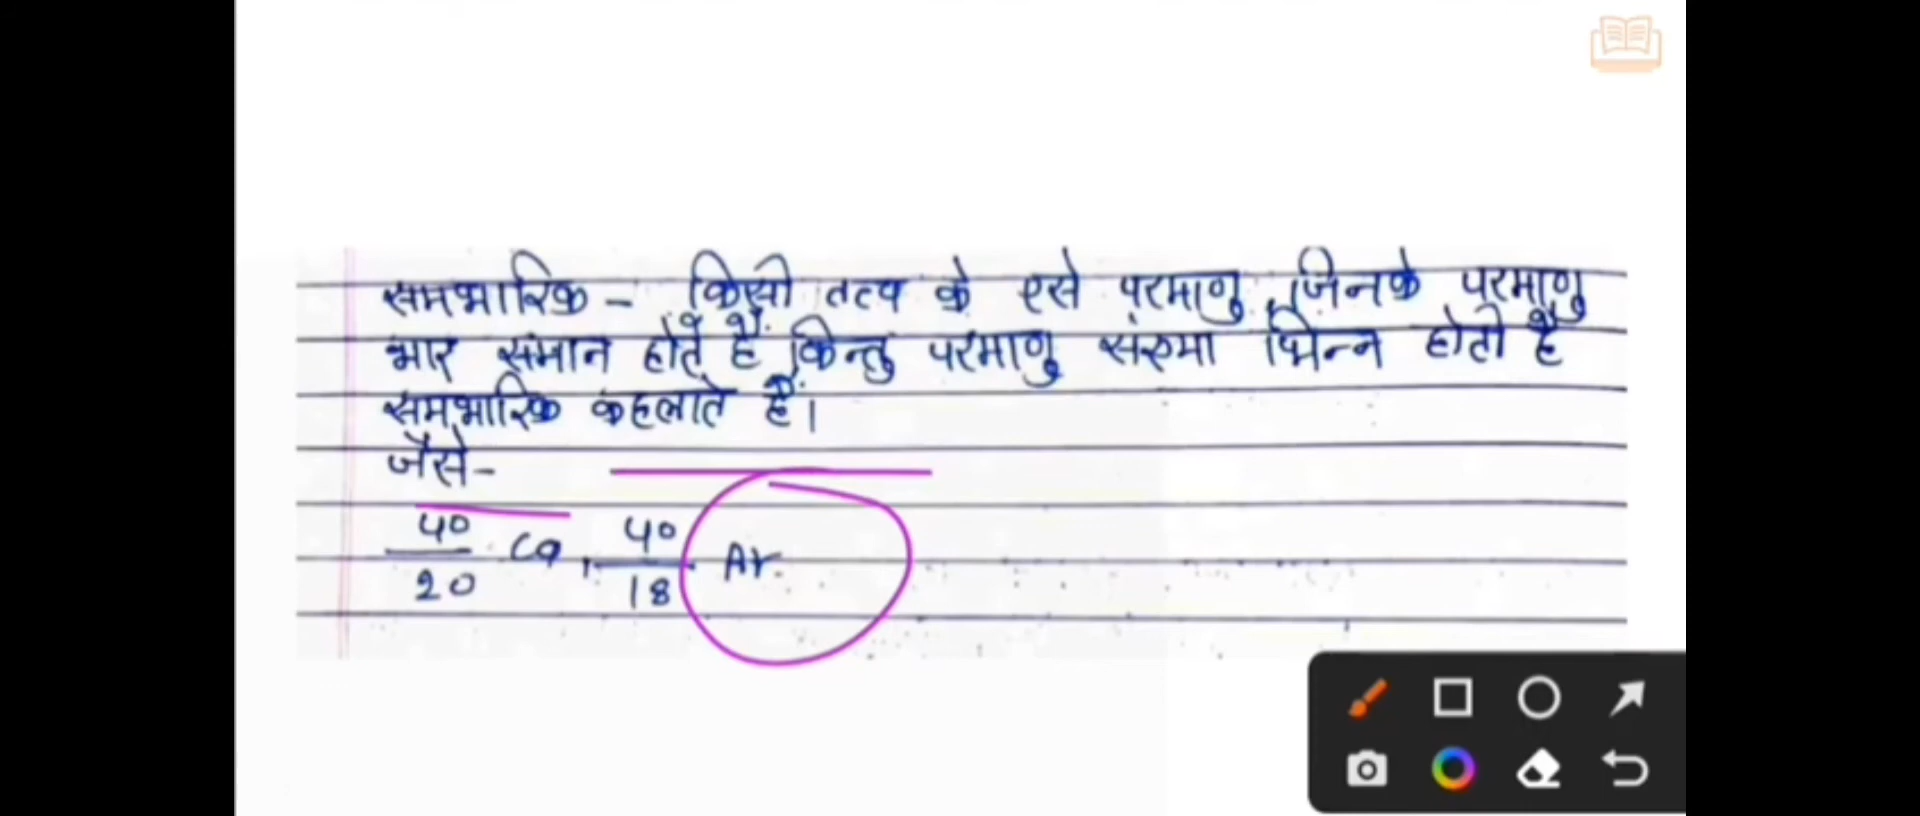 समभारिक - किसी तत्व के ऐसे परमाणु जिनके परमाणु
भार समान होते हैं किन्तु परमाणु संख्या भिन्न होती है
समभारिक कहलाते हैं।
जैसे-
40/20 Ca, 40/18 Ar